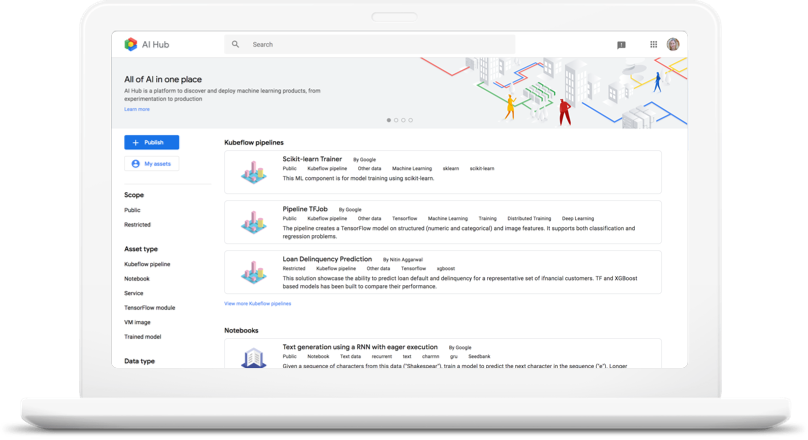 AI Hub
Search
All of AI in one place
AI Hub is a platform to discover and deploy machine learning products, from
experimentation to production
Learn more
Publish
My assets
Scope
Public
Restricted
Asset type
Kubeflow pipeline
Notebook
Service
TensorFlow module
VM image
Trained model
Data type
Kubeflow pipelines
Scikit-learn Trainer By Google
Public Kubeflow pipeline Other data Machine Learning sklearn scikit-learn
This ML component is for model training using scikit-learn.
Pipeline TFJob By Google
Public Kubeflow pipeline Other data Tensorflow Machine Learning Training Distributed Training Deep Learning
The pipeline creates a TensorFlow model on structured (numeric and categorical) and image features. It supports both classification and
regression problems.
Loan Delinquency Prediction By Nitin Aggarwal
Restricted Kubeflow pipeline Other data Tensorflow xgboost
This solution showcase the ability to predict loan default and delinquency for a representative set of ifnancial customers. TF and XGBoost
based models has been built to compare their performance.
View more Kubeflow pipelines
Notebooks
Text generation using a RNN with eager execution By Google
Public Notebook Text data recurrent text charrnn gru Seedbank
Given a sequence of characters from this data ("Shakespear"), train a model to predict the next character in the sequence ("e"). Longer